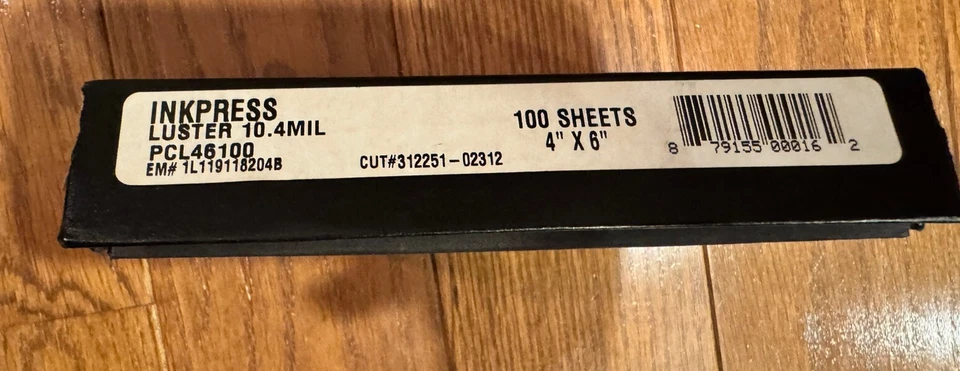 INKPRESS
LUSTER 10.4MIL
PCL46100
EM# 1L119118204B
CUT#312251-02312
100 SHEETS
4" X 6"
8 79155 00016 2